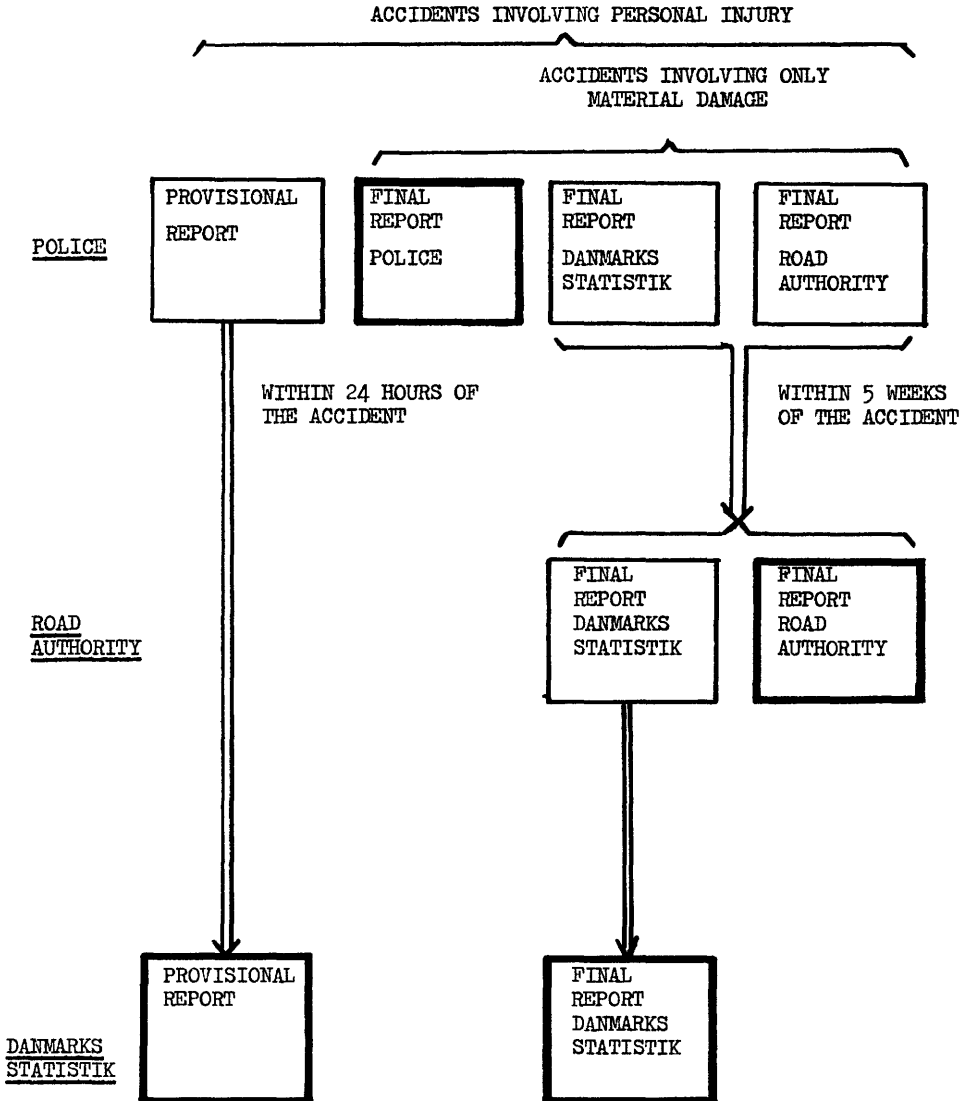 ACCIDENTS INVOLVING PERSONAL INJURY
ACCIDENTS INVOLVING ONLY
MATERIAL DAMAGE
POLICE
PROVISIONAL
REPORT
FINAL
REPORT
POLICE
FINAL
REPORT
DANMARKS
STATISTIK
FINAL
REPORT
ROAD
AUTHORITY
WITHIN 24 HOURS OF
THE ACCIDENT
WITHIN 5 WEEKS
OF THE ACCIDENT
ROAD
AUTHORITY
FINAL
REPORT
DANMARKS
STATISTIK
FINAL
REPORT
ROAD
AUTHORITY
DANMARKS
STATISTIK
PROVISIONAL
REPORT
FINAL
REPORT
DANMARKS
STATISTIK